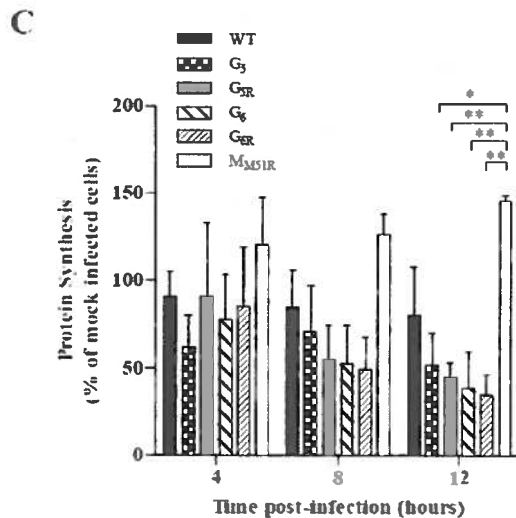 C
WT
G5
G5R
G6
G6R
MM51R
Protein Synthesis
(% of mock infected cells)
200
150
100
50
0
*
**
**
**
4
8
12
Time post-infection (hours)